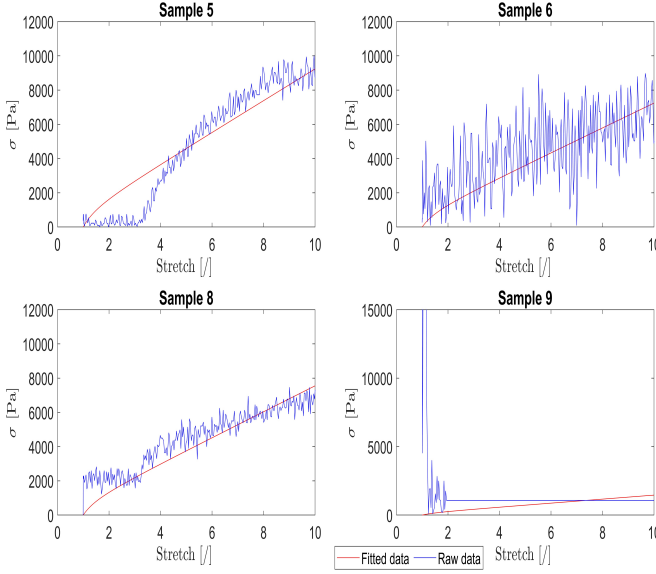 Sample 5
12000
10000
8000
6000
4000
2000
0
σ [Pa]
0 2 4 6 8 10
Stretch [/]
Sample 6
12000
10000
8000
6000
4000
2000
0
σ [Pa]
0 2 4 6 8 10
Stretch [/]
Sample 8
12000
10000
8000
6000
4000
2000
0
σ [Pa]
0 2 4 6 8 10
Stretch [/]
Sample 9
15000
10000
5000
0
σ [Pa]
0 2 4 6 8 10
Stretch [/]
Fitted data Raw data